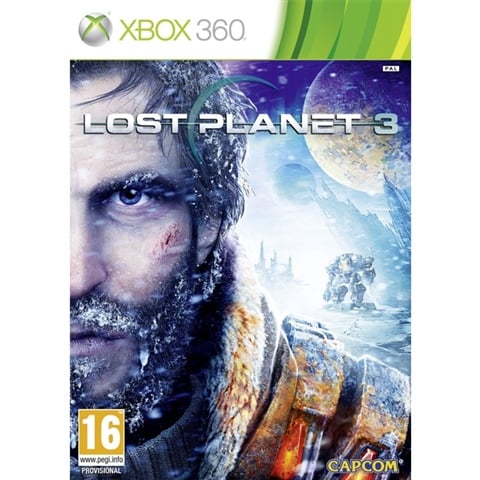 XBOX 360
PAL
LOST PLANET 3
16
www.pegi.info
PROVISIONAL
CAPCOM